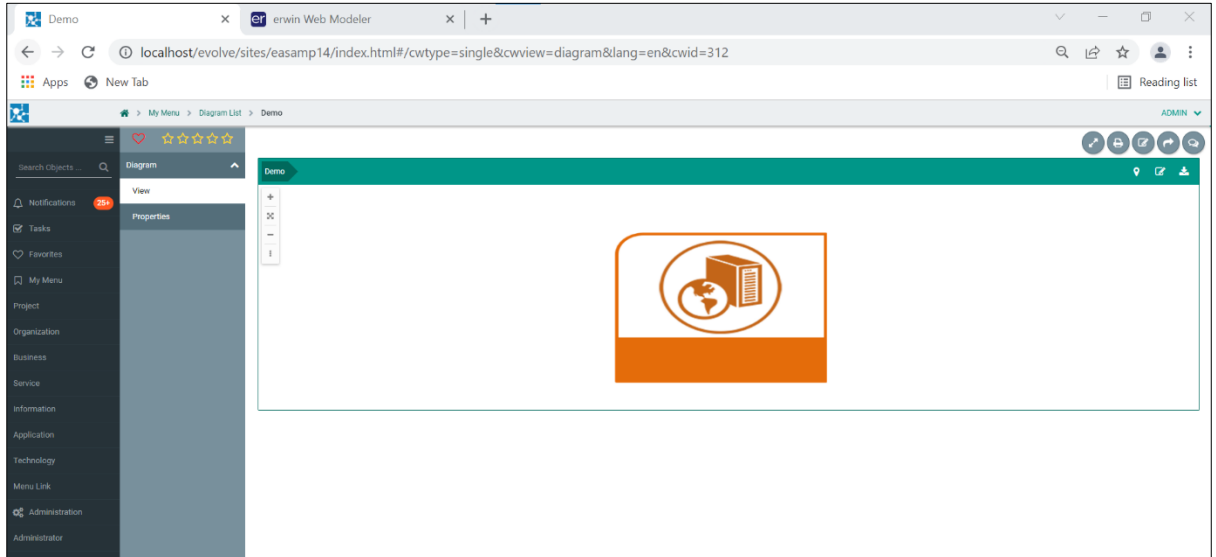 Demo
er erwin Web Modeler
localhost/evolve/sites/easamp14/index.html#/cwtype=single&cwview=diagram&lang=en&cwid=312
Apps New Tab Reading list
My Menu > Diagram List > Demo ADMIN
Search Objects ...
Notifications 25+
Tasks
Favorites
My Menu
Project
Organization
Business
Service
Information
Application
Technology
Menu Link
Administration
Administrator
Diagram
View
Properties
Demo